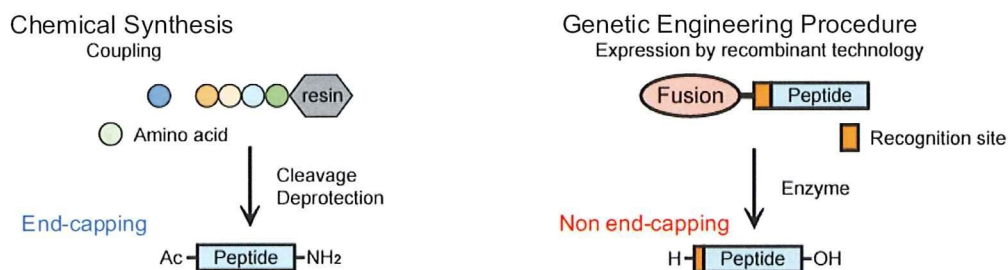 Chemical Synthesis
Coupling
resin
Amino acid
Cleavage
Deprotection
End-capping
Ac
Peptide
NH₂
Genetic Engineering Procedure
Expression by recombinant technology
Fusion
Peptide
Recognition site
Enzyme
Non end-capping
H
Peptide
OH